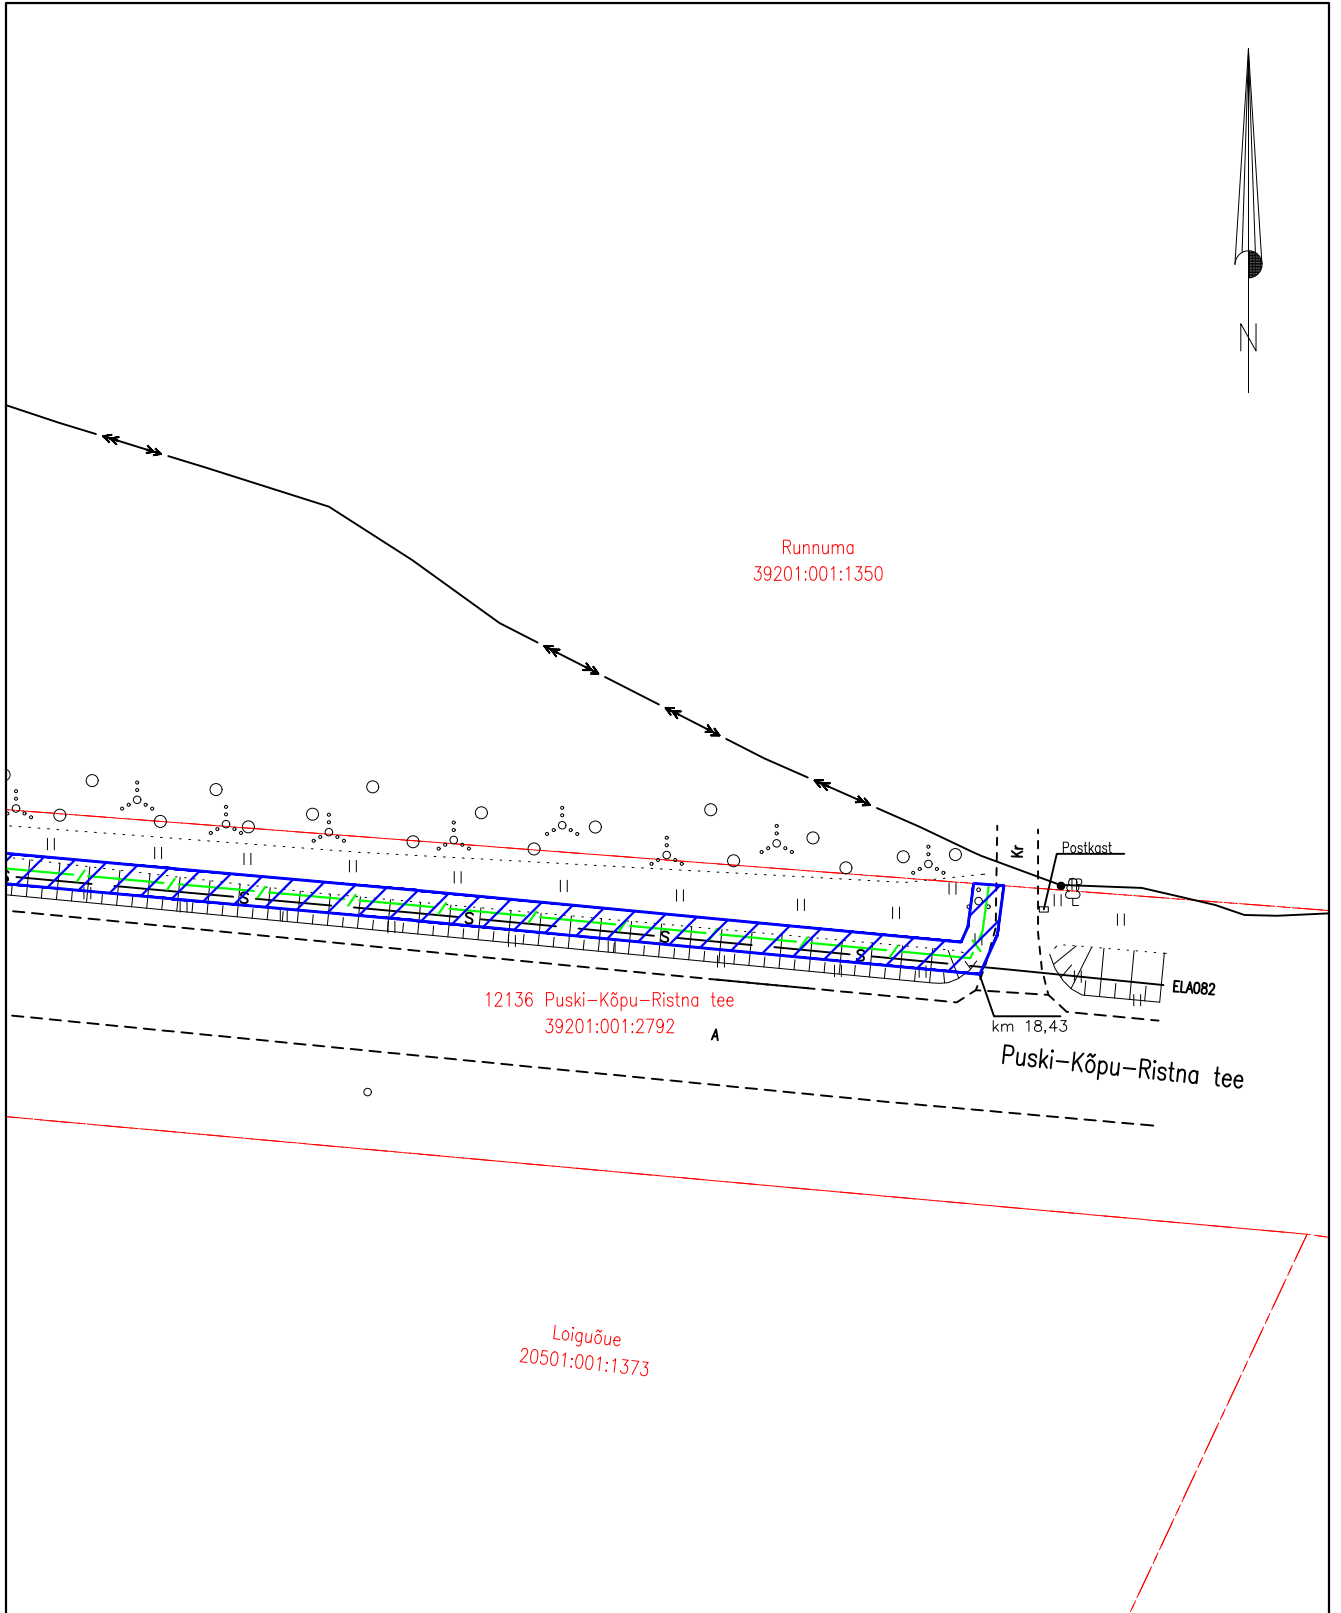 N
Runnuma
39201:001:1350
Kr
Postkast
S
S
S
S
S
ELA082
12136 Puski-Kõpu-Ristna tee
39201:001:2792
A
km 18,43
Puski-Kõpu-Ristna tee
Loiguõue
20501:001:1373